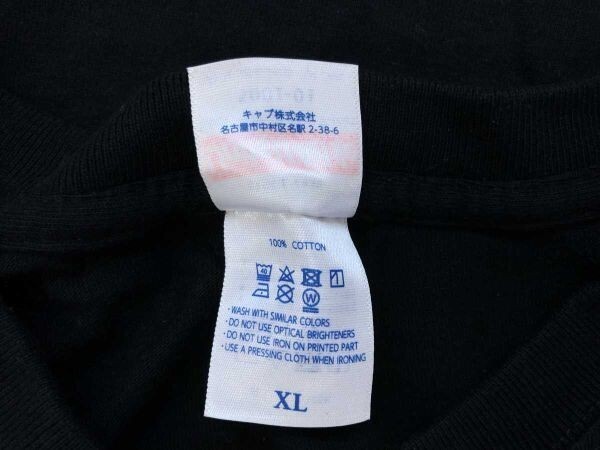 キャブ株式会社
名古屋市中村区名駅 2-38-6
100% COTTON
40
W
・WASH WITH SIMILAR COLORS
・DO NOT USE OPTICAL BRIGHTENERS
・DO NOT USE IRON ON PRINTED PART
・USE A PRESSING CLOTH WHEN IRONING
XL